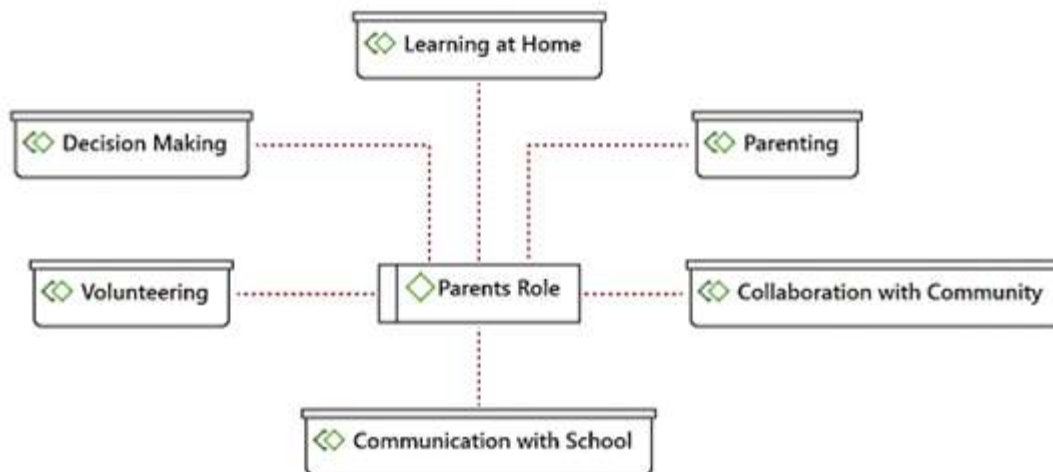 Learning at Home
Decision Making
Parenting
Volunteering
Parents Role
Collaboration with Community
Communication with School